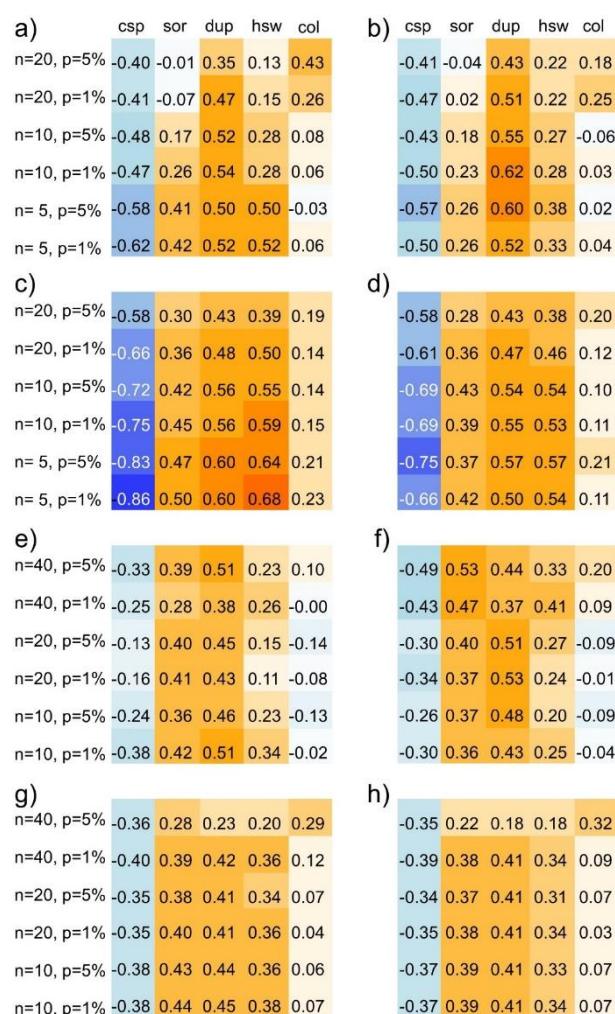 a) csp sor dup hsw col b) csp sor dup hsw col
n=20, p=5% -0.40 -0.01 0.35 0.13 0.43 -0.41 -0.04 0.43 0.22 0.18
n=20, p=1% -0.41 -0.07 0.47 0.15 0.26 -0.47 0.02 0.51 0.22 0.25
n=10, p=5% -0.48 0.17 0.52 0.28 0.08 -0.43 0.18 0.55 0.27 -0.06
n=10, p=1% -0.47 0.26 0.54 0.28 0.06 -0.50 0.23 0.62 0.28 0.03
n= 5, p=5% -0.58 0.41 0.50 0.50 -0.03 -0.57 0.26 0.60 0.38 0.02
n= 5, p=1% -0.62 0.42 0.52 0.52 0.06 -0.50 0.26 0.52 0.33 0.04
c) d)
n=20, p=5% -0.58 0.30 0.43 0.39 0.19 -0.58 0.28 0.43 0.38 0.20
n=20, p=1% -0.66 0.36 0.48 0.50 0.14 -0.61 0.36 0.47 0.46 0.12
n=10, p=5% -0.72 0.42 0.56 0.55 0.14 -0.69 0.43 0.54 0.54 0.10
n=10, p=1% -0.75 0.45 0.56 0.59 0.15 -0.69 0.39 0.55 0.53 0.11
n= 5, p=5% -0.83 0.47 0.60 0.64 0.21 -0.75 0.37 0.57 0.57 0.21
n= 5, p=1% -0.86 0.50 0.60 0.68 0.23 -0.66 0.42 0.50 0.54 0.11
e) f)
n=40, p=5% -0.33 0.39 0.51 0.23 0.10 -0.49 0.53 0.44 0.33 0.20
n=40, p=1% -0.25 0.28 0.38 0.26 -0.00 -0.43 0.47 0.37 0.41 0.09
n=20, p=5% -0.13 0.40 0.45 0.15 -0.14 -0.30 0.40 0.51 0.27 -0.09
n=20, p=1% -0.16 0.41 0.43 0.11 -0.08 -0.34 0.37 0.53 0.24 -0.01
n=10, p=5% -0.24 0.36 0.46 0.23 -0.13 -0.26 0.37 0.48 0.20 -0.09
n=10, p=1% -0.38 0.42 0.51 0.34 -0.02 -0.30 0.36 0.43 0.25 -0.04
g) h)
n=40, p=5% -0.36 0.28 0.23 0.20 0.29 -0.35 0.22 0.18 0.18 0.32
n=40, p=1% -0.40 0.39 0.42 0.36 0.12 -0.39 0.38 0.41 0.34 0.09
n=20, p=5% -0.35 0.38 0.41 0.34 0.07 -0.34 0.37 0.41 0.31 0.07
n=20, p=1% -0.35 0.40 0.41 0.36 0.04 -0.35 0.38 0.41 0.34 0.03
n=10, p=5% -0.38 0.43 0.44 0.36 0.06 -0.37 0.39 0.41 0.33 0.07
n=10, p=1% -0.38 0.44 0.45 0.38 0.07 -0.37 0.39 0.41 0.34 0.07